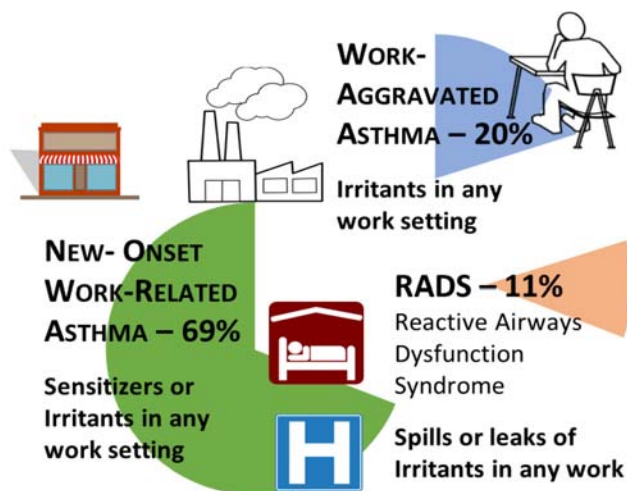 WORK-
AGGRAVATED
ASTHMA – 20%
Irritants in any
work setting
NEW- ONSET
WORK-RELATED
ASTHMA – 69%
Sensitizers or
Irritants in any
work setting
RADS – 11%
Reactive Airways
Dysfunction
Syndrome
Spills or leaks of
Irritants in any work
H